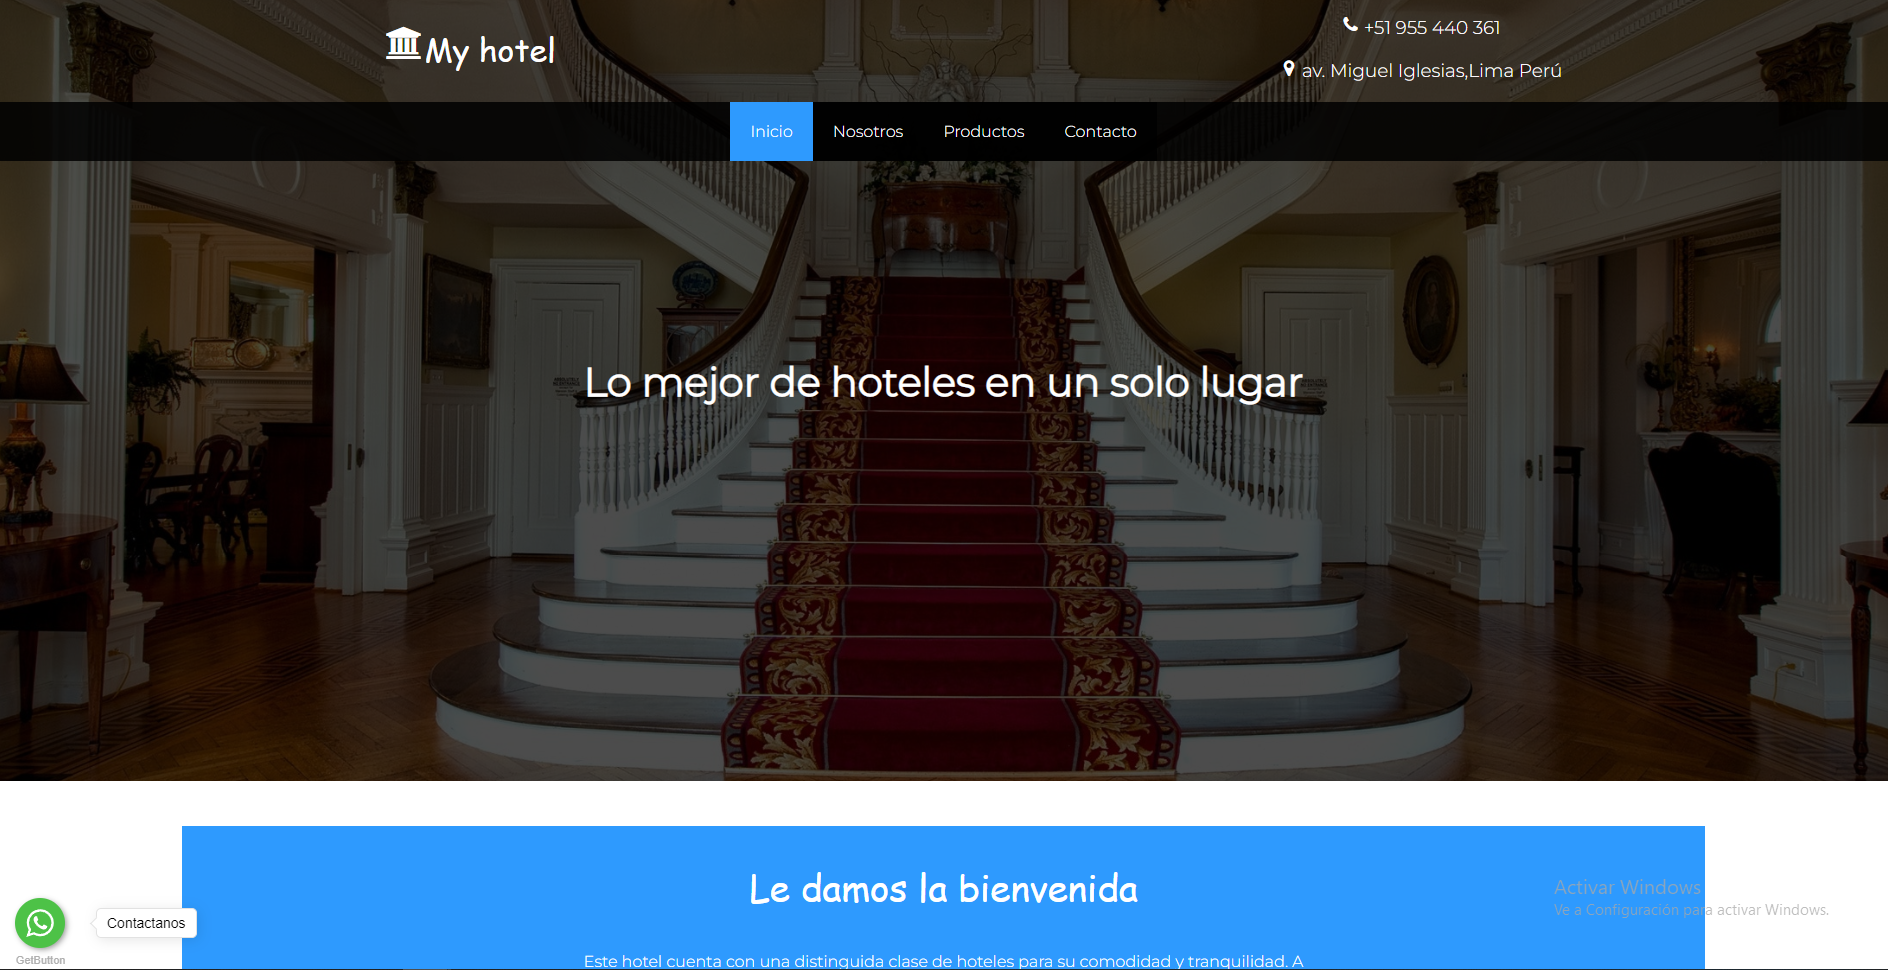 My hotel
+51 955 440 361
av. Miguel Iglesias,Lima Perú
Inicio Nosotros Productos Contacto
Lo mejor de hoteles en un solo lugar
Le damos la bienvenida
Este hotel cuenta con una distinguida clase de hoteles para su comodidad y tranquilidad. A
Contactanos
GetButton
Activar Windows
Ve a Configuración para activar Windows.